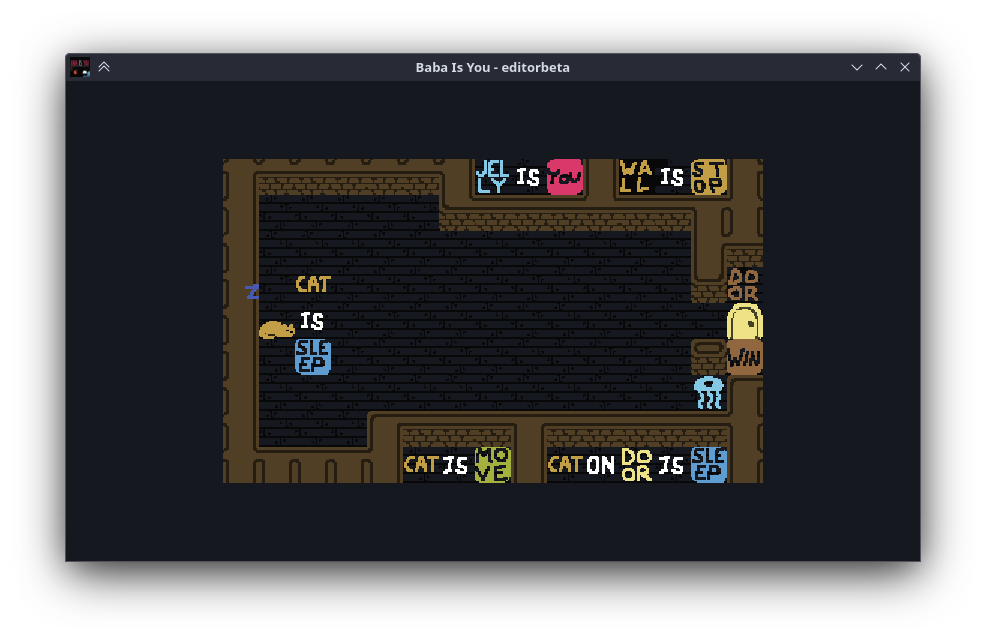 Baba Is You - editorbeta
JELLY IS YOU
WALL IS STOP
DOOR
Z
CAT
IS
SLEEP
WIN
CAT IS MOVE
CAT ON DOOR IS SLEEP